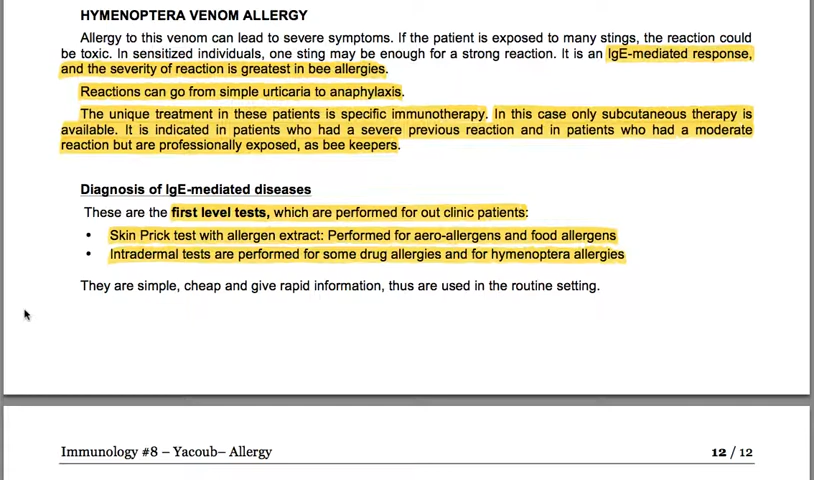 HYMENOPTERA VENOM ALLERGY
Allergy to this venom can lead to severe symptoms. If the patient is exposed to many stings, the reaction could
be toxic. In sensitized individuals, one sting may be enough for a strong reaction. It is an IgE-mediated response,
and the severity of reaction is greatest in bee allergies.
Reactions can go from simple urticaria to anaphylaxis.
The unique treatment in these patients is specific immunotherapy. In this case only subcutaneous therapy is
available. It is indicated in patients who had a severe previous reaction and in patients who had a moderate
reaction but are professionally exposed, as bee keepers.
Diagnosis of IgE-mediated diseases
These are the first level tests, which are performed for out clinic patients:
• Skin Prick test with allergen extract: Performed for aero-allergens and food allergens
• Intradermal tests are performed for some drug allergies and for hymenoptera allergies
They are simple, cheap and give rapid information, thus are used in the routine setting.
Immunology #8 – Yacoub– Allergy 12 / 12